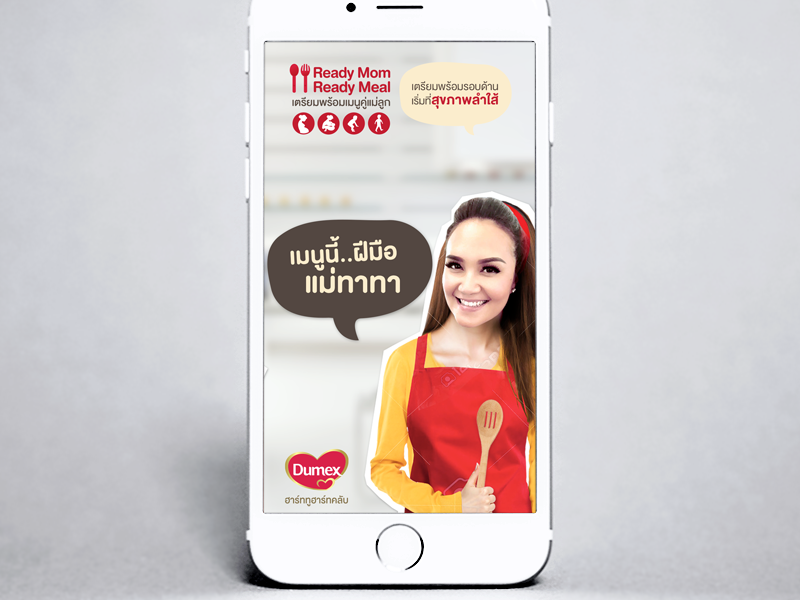 Ready Mom
Ready Meal
เตรียมพร้อมเมนูคู่แม่ลูก
เตรียมพร้อมรอบด้าน
เริ่มที่สุขภาพลำไส้
เมนูนี้..ฝีมือ
แม่ทาทา
Dumex
ฮาร์ททูฮาร์ทคลับ